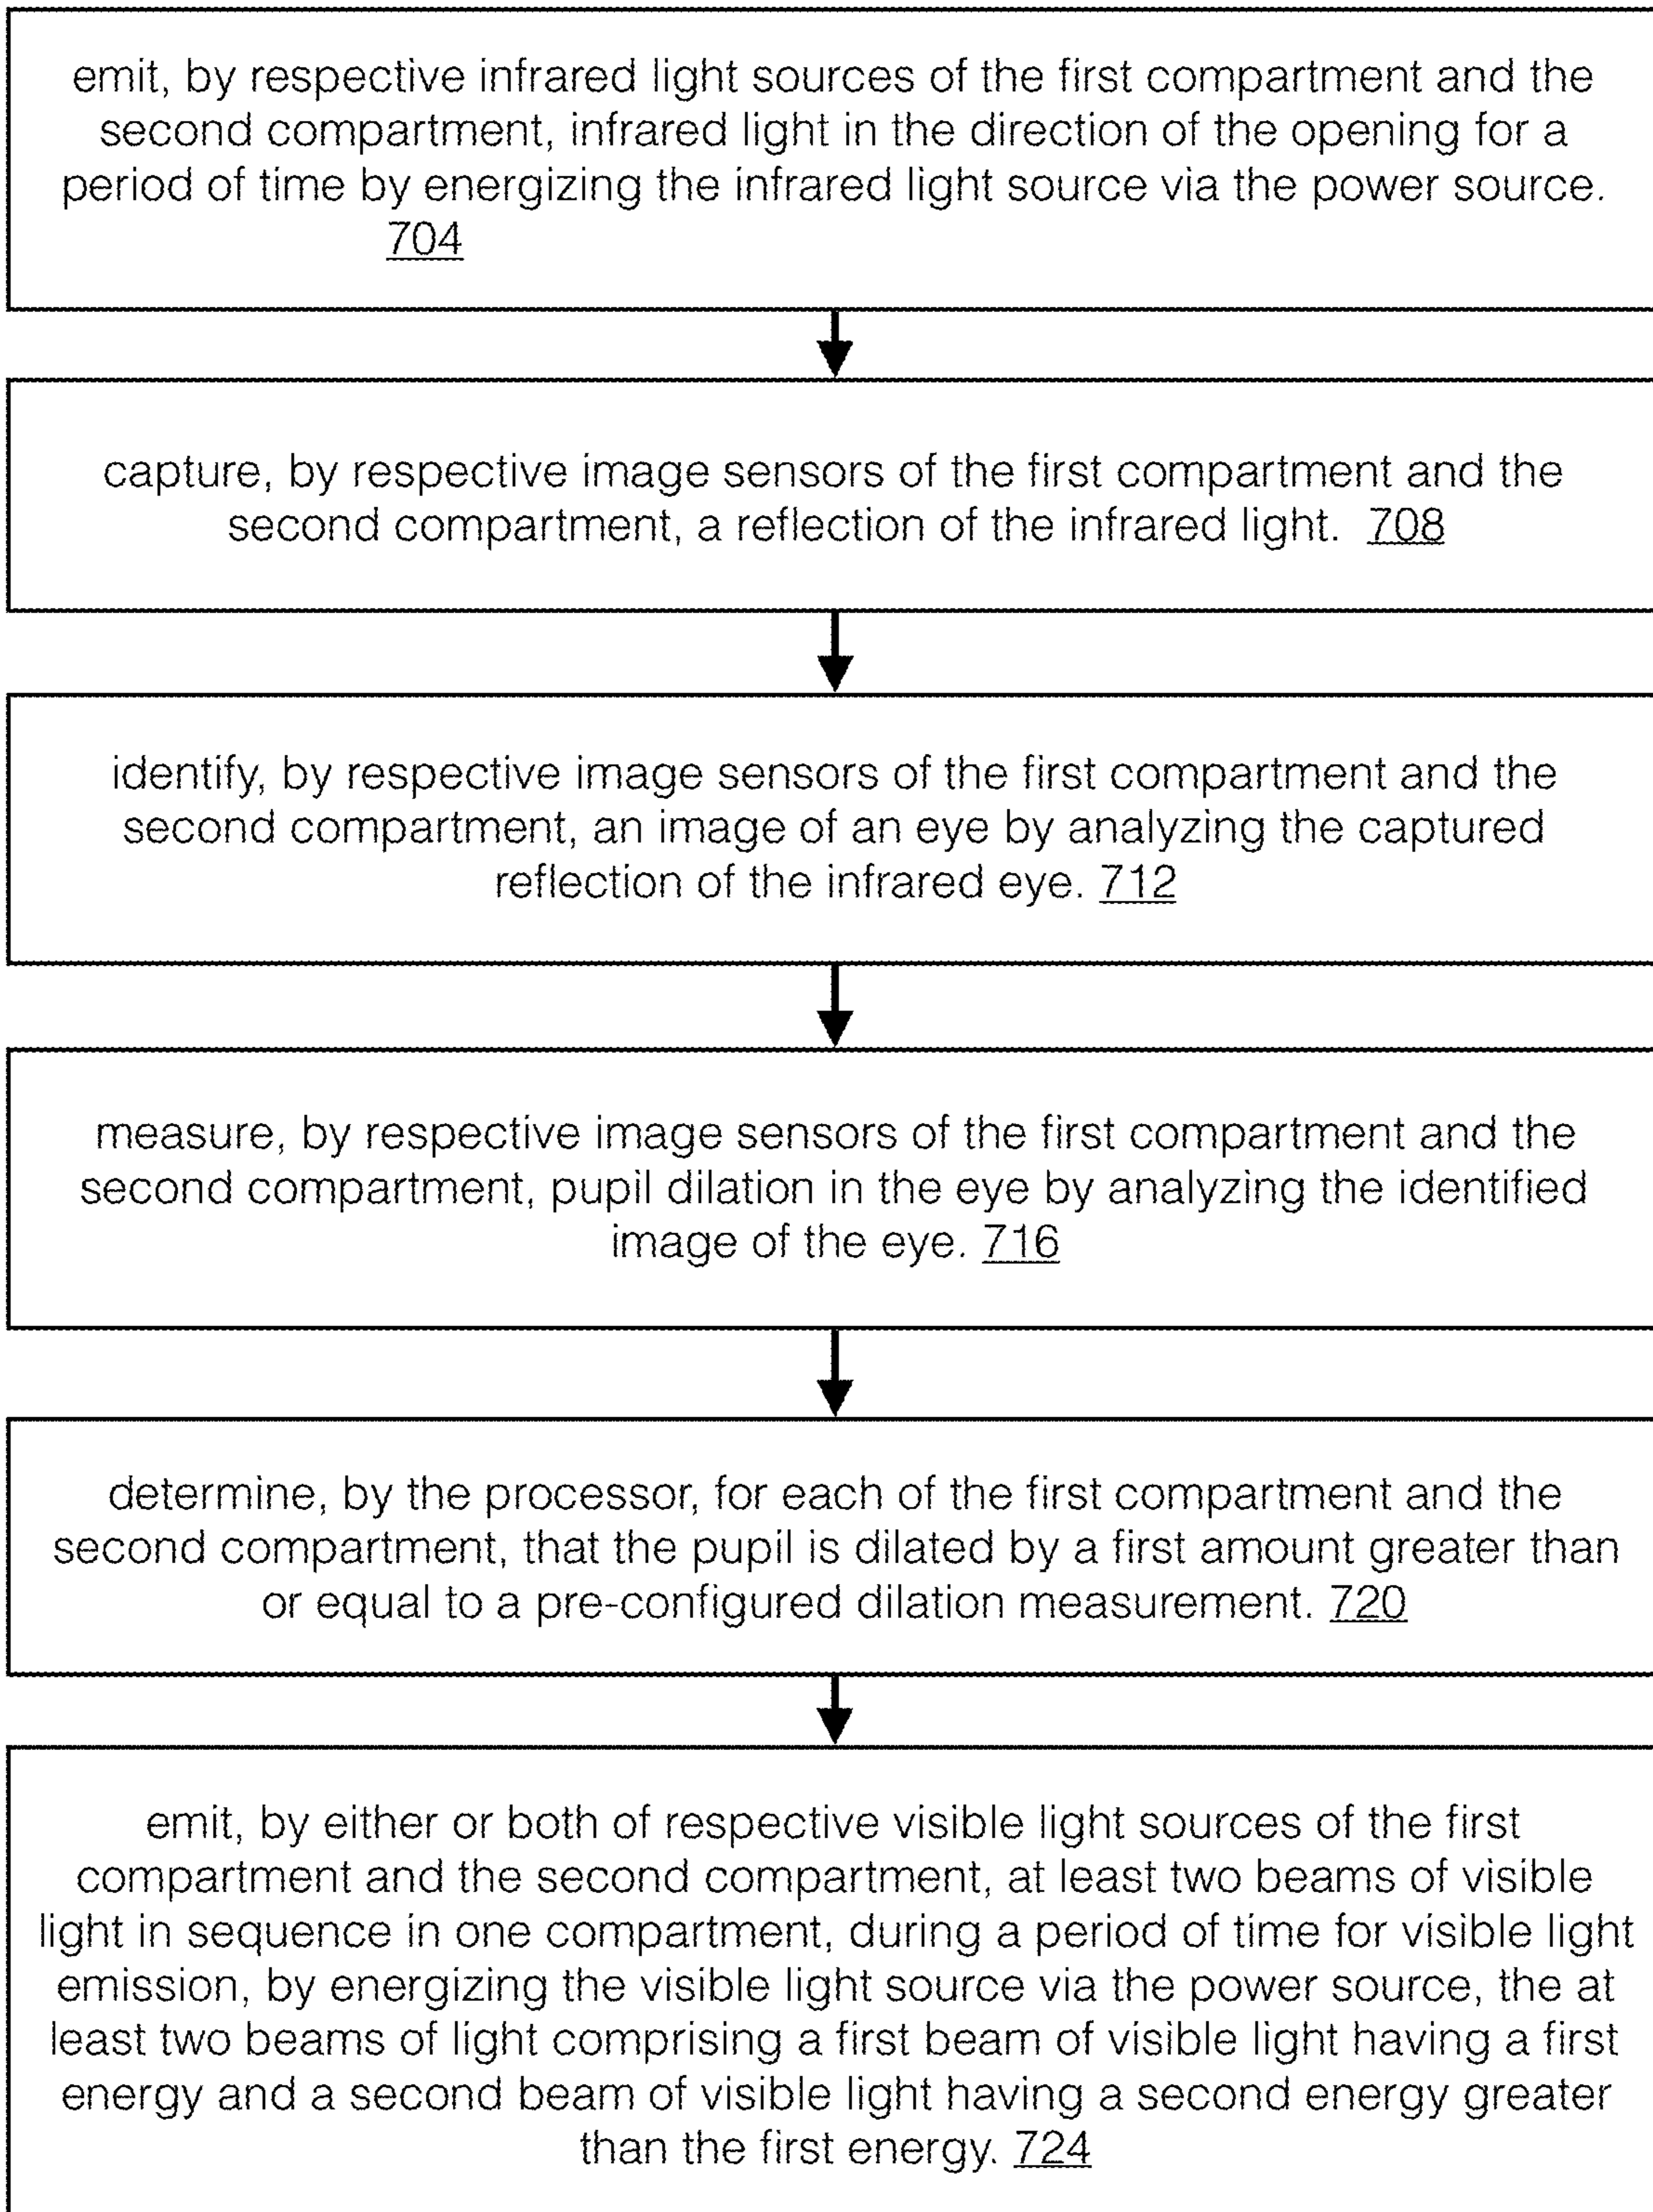 emit, by respective infrared light sources of the first compartment and the
second compartment, infrared light in the direction of the opening for a
period of time by energizing the infrared light source via the power source.
704
capture, by respective image sensors of the first compartment and the
second compartment, a reflection of the infrared light. 708
identify, by respective image sensors of the first compartment and the
second compartment, an image of an eye by analyzing the captured
reflection of the infrared eye. 712
measure, by respective image sensors of the first compartment and the
second compartment, pupil dilation in the eye by analyzing the identified
image of the eye. 716
determine, by the processor, for each of the first compartment and the
second compartment, that the pupil is dilated by a first amount greater than
or equal to a pre-configured dilation measurement. 720
emit, by either or both of respective visible light sources of the first
compartment and the second compartment, at least two beams of visible
light in sequence in one compartment, during a period of time for visible light
emission, by energizing the visible light source via the power source, the at
least two beams of light comprising a first beam of visible light having a first
energy and a second beam of visible light having a second energy greater
than the first energy. 724